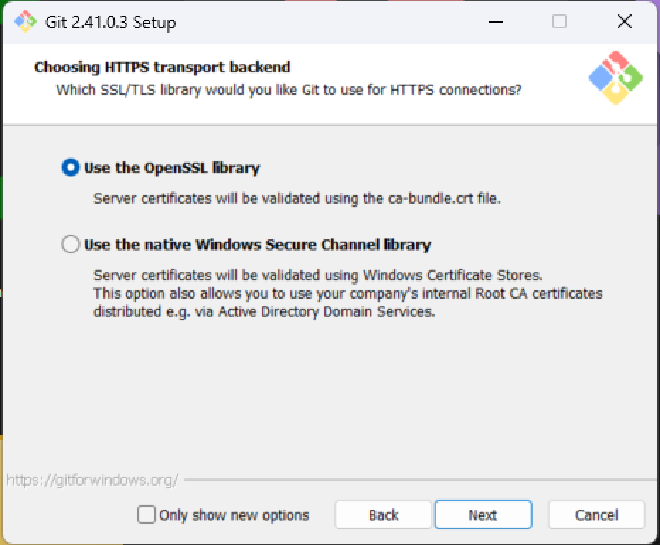 Git 2.41.0.3 Setup
Choosing HTTPS transport backend
Which SSL/TLS library would you like Git to use for HTTPS connections?
Use the OpenSSL library
Server certificates will be validated using the ca-bundle.crt file.
Use the native Windows Secure Channel library
Server certificates will be validated using Windows Certificate Stores.
This option also allows you to use your company's internal Root CA certificates
distributed e.g. via Active Directory Domain Services.
https://gitforwindows.org/
Only show new options
Back
Next
Cancel